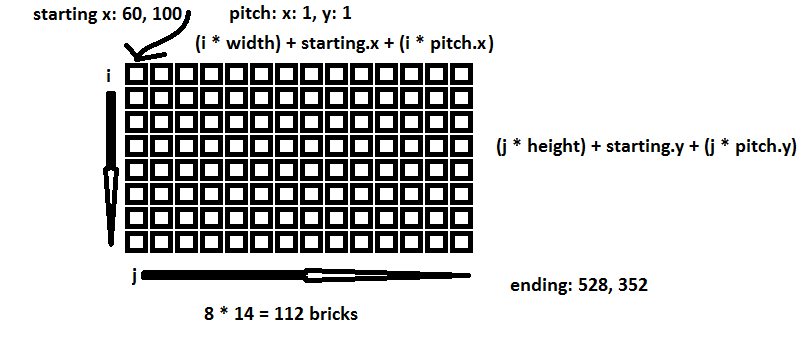 starting x: 60, 100
pitch: x: 1, y: 1
(i * width) + starting.x + (i * pitch.x)
i
(j * height) + starting.y + (j * pitch.y)
j
ending: 528, 352
8 * 14 = 112 bricks